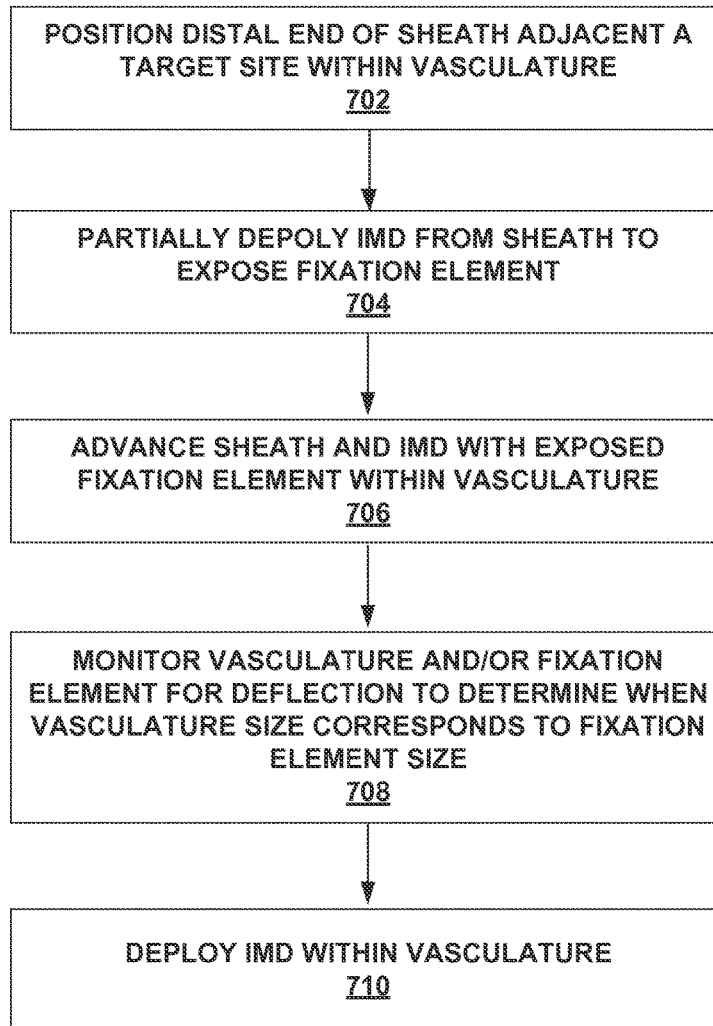 POSITION DISTAL END OF SHEATH ADJACENT A
TARGET SITE WITHIN VASCULATURE
702
PARTIALLY DEPOLY IMD FROM SHEATH TO
EXPOSE FIXATION ELEMENT
704
ADVANCE SHEATH AND IMD WITH EXPOSED
FIXATION ELEMENT WITHIN VASCULATURE
706
MONITOR VASCULATURE AND/OR FIXATION
ELEMENT FOR DEFLECTION TO DETERMINE WHEN
VASCULATURE SIZE CORRESPONDS TO FIXATION
ELEMENT SIZE
708
DEPLOY IMD WITHIN VASCULATURE
710